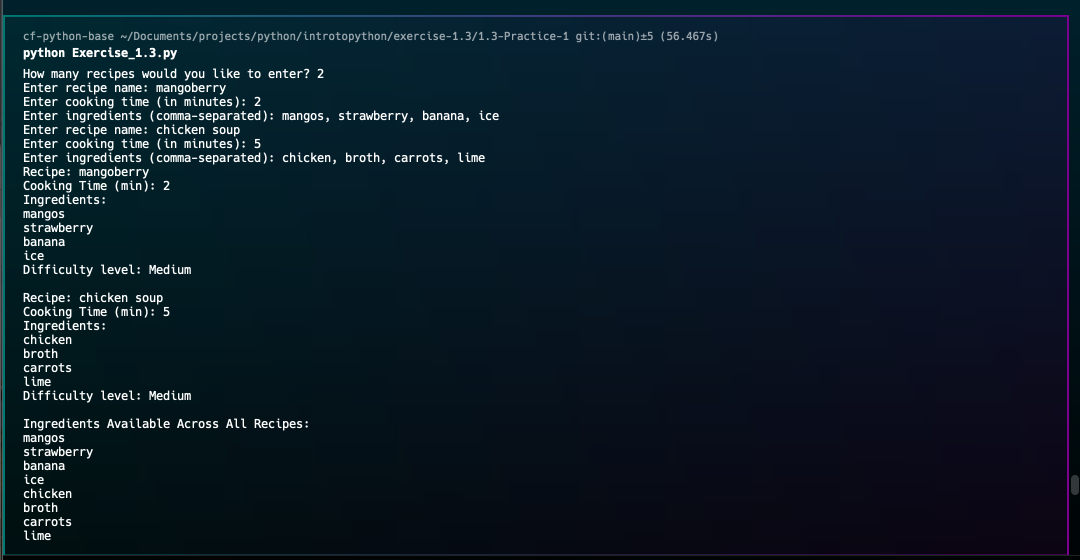 cf-python-base ~/Documents/projects/python/introtopython/exercise-1.3/1.3-Practice-1 git:(main)±5 (56.467s)
python Exercise_1.3.py
How many recipes would you like to enter? 2
Enter recipe name: mangoberry
Enter cooking time (in minutes): 2
Enter ingredients (comma-separated): mangos, strawberry, banana, ice
Enter recipe name: chicken soup
Enter cooking time (in minutes): 5
Enter ingredients (comma-separated): chicken, broth, carrots, lime
Recipe: mangoberry
Cooking Time (min): 2
Ingredients:
mangos
strawberry
banana
ice
Difficulty level: Medium
Recipe: chicken soup
Cooking Time (min): 5
Ingredients:
chicken
broth
carrots
lime
Difficulty level: Medium
Ingredients Available Across All Recipes:
mangos
strawberry
banana
ice
chicken
broth
carrots
lime